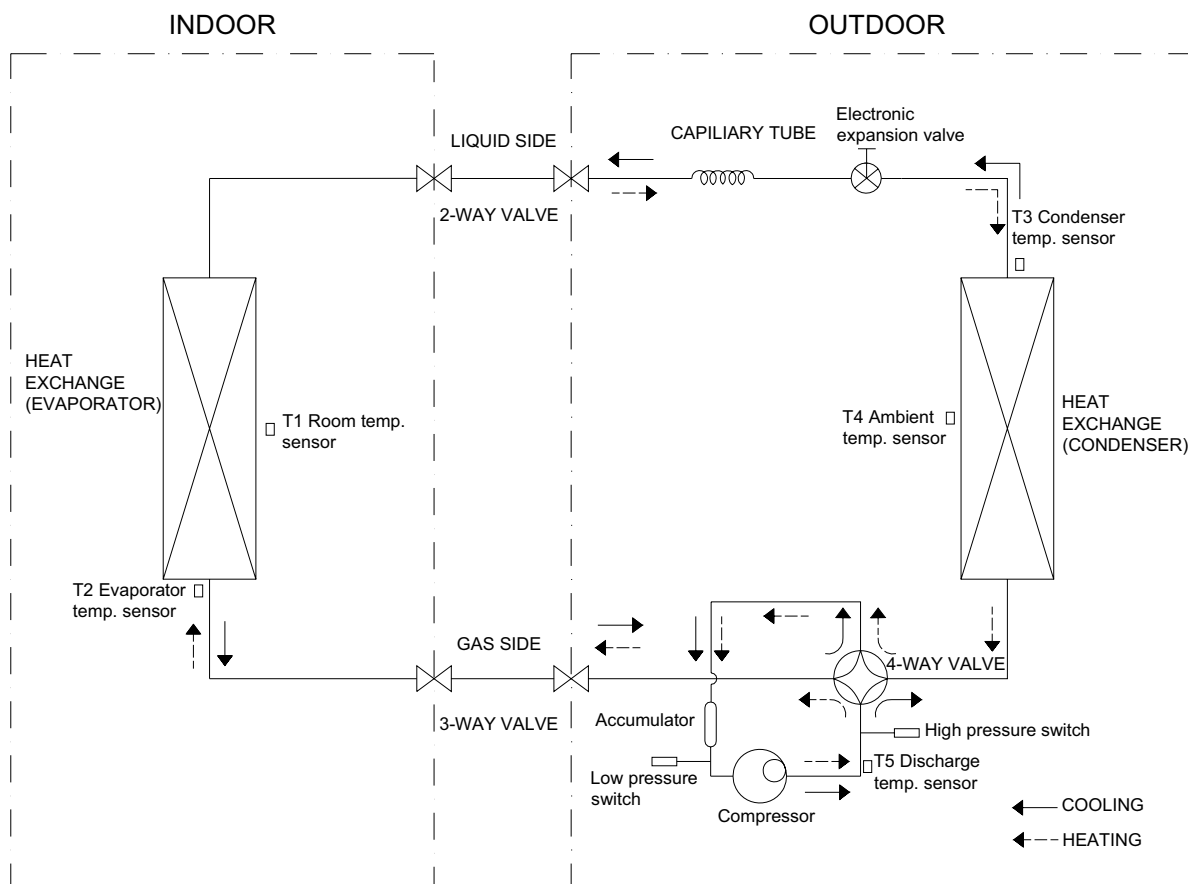 INDOOR
OUTDOOR
LIQUID SIDE
2-WAY VALVE
CAPILIARY TUBE
Electronic
expansion valve
T3 Condenser
temp. sensor
HEAT
EXCHANGE
(EVAPORATOR)
T1 Room temp.
sensor
T4 Ambient
temp. sensor
HEAT
EXCHANGE
(CONDENSER)
T2 Evaporator
temp. sensor
GAS SIDE
3-WAY VALVE
4-WAY VALVE
Accumulator
High pressure switch
Low pressure
switch
T5 Discharge
temp. sensor
Compressor
COOLING
HEATING